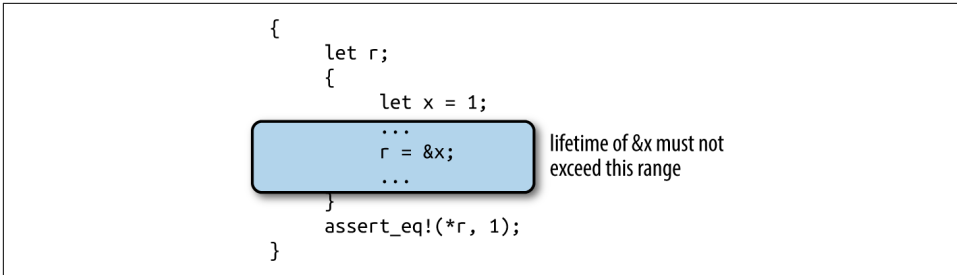 {
let r;
{
let x = 1;
...
r = &x;
...
}
assert_eq!(*r, 1);
}
lifetime of &x must not
exceed this range